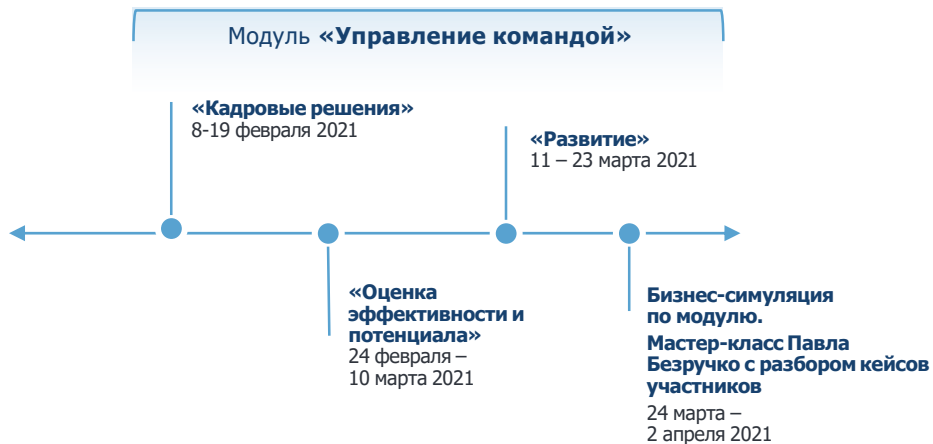 Модуль «Управление командой»
«Кадровые решения»
8-19 февраля 2021
«Развитие»
11 – 23 марта 2021
«Оценка
эффективности и
потенциала»
24 февраля –
10 марта 2021
Бизнес-симуляция
по модулю.
Мастер-класс Павла
Безручко с разбором кейсов
участников
24 марта –
2 апреля 2021